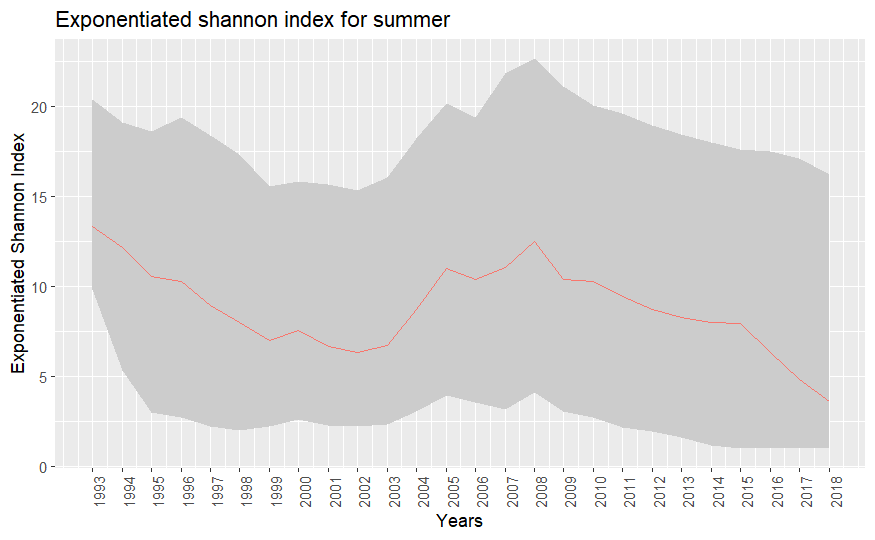 Exponentiated shannon index for summer
Exponentiated Shannon Index
20
15
10
5
0
1993 1994 1995 1996 1997 1998 1999 2000 2001 2002 2003 2004 2005 2006 2007 2008 2009 2010 2011 2012 2013 2014 2015 2016 2017 2018
Years